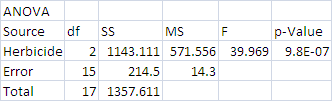 ANOVA
Source df SS MS F p-Value
Herbicide 2 1143.111 571.556 39.969 9.8E-07
Error 15 214.5 14.3
Total 17 1357.611